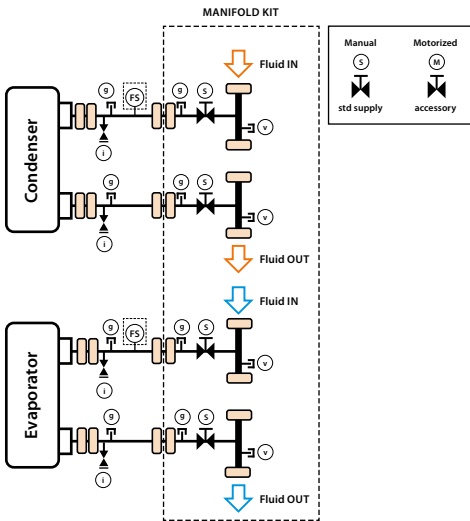 MANIFOLD KIT
Fluid IN
Manual
Motorized
S
M
std supply
accessory
g
FS
g
S
Condenser
v
i
g
g
S
v
i
Fluid OUT
Fluid IN
g
FS
g
S
Evaporator
v
i
g
g
S
v
i
Fluid OUT